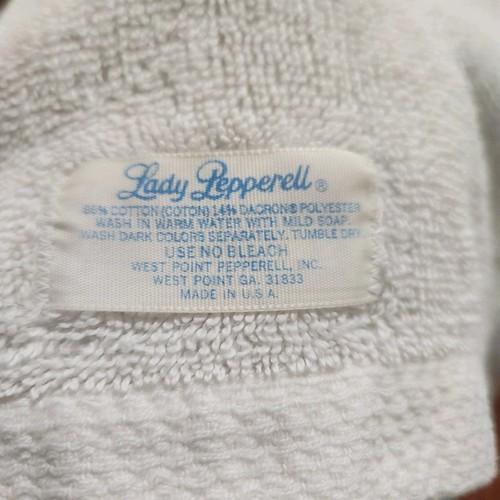 Lady Pepperell ®
86% COTTON (COTON) 14% DACRON® POLYESTER
WASH IN WARM WATER WITH MILD SOAP.
WASH DARK COLORS SEPARATELY. TUMBLE DRY
USE NO BLEACH
WEST POINT PEPPERELL, INC.
WEST POINT GA. 31833
MADE IN U.S.A.